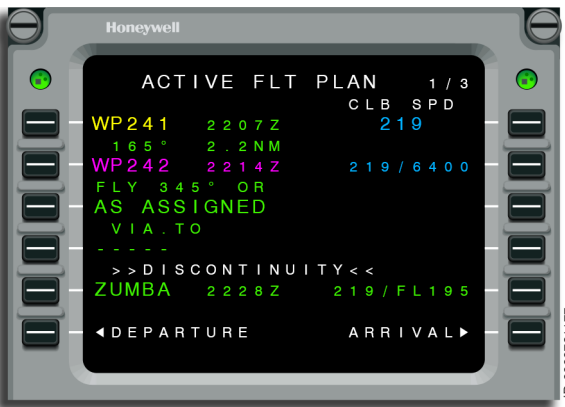 Honeywell
ACTIVE FLT PLAN 1/3
CLB SPD
WP241 2207Z 219
165° 2.2NM
WP242 2214Z 219/6400
FLY 345° OR
AS ASSIGNED
VIA.TO
-----
>>DISCONTINUITY<<
ZUMBA 2228Z 219/FL195
◄DEPARTURE ARRIVAL►